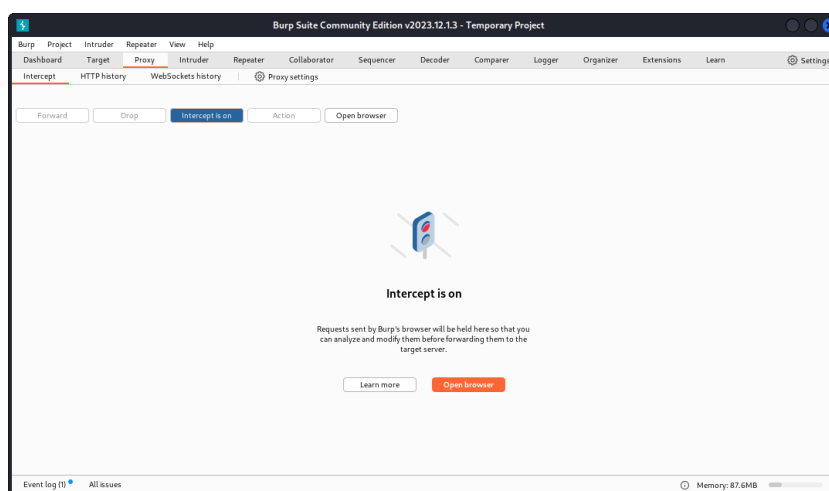 Burp Suite Community Edition v2023.12.1.3 - Temporary Project
Burp Project Intruder Repeater View Help
Dashboard Target Proxy Intruder Repeater Collaborator Sequencer Decoder Comparer Logger Organizer Extensions Learn Settings
Intercept HTTP history WebSockets history Proxy settings
Forward Drop Intercept is on Action Open browser
Intercept is on
Requests sent by Burp's browser will be held here so that you
can analyze and modify them before forwarding them to the
target server.
Learn more Open browser
Event log (1) All issues Memory: 87.6MB